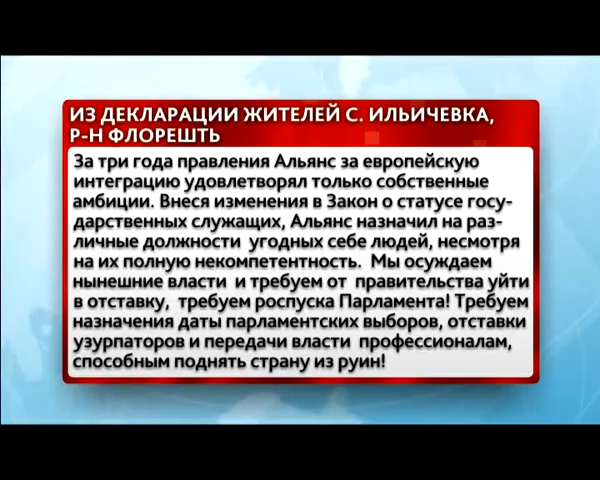 ИЗ ДЕКЛАРАЦИИ ЖИТЕЛЕЙ С. ИЛЬИЧЕВКА,
Р-Н ФЛОРЕШТЬ
За три года правления Альянс за европейскую
интеграцию удовлетворял только собственные
амбиции. Внеся изменения в Закон о статусе госу-
дарственных служащих, Альянс назначил на раз-
личные должности угодных себе людей, несмотря
на их полную некомпетентность. Мы осуждаем
нынешние власти и требуем от правительства уйти
в отставку, требуем роспуска Парламента! Требуем
назначения даты парламентских выборов, отставки
узурпаторов и передачи власти профессионалам,
способным поднять страну из руин!